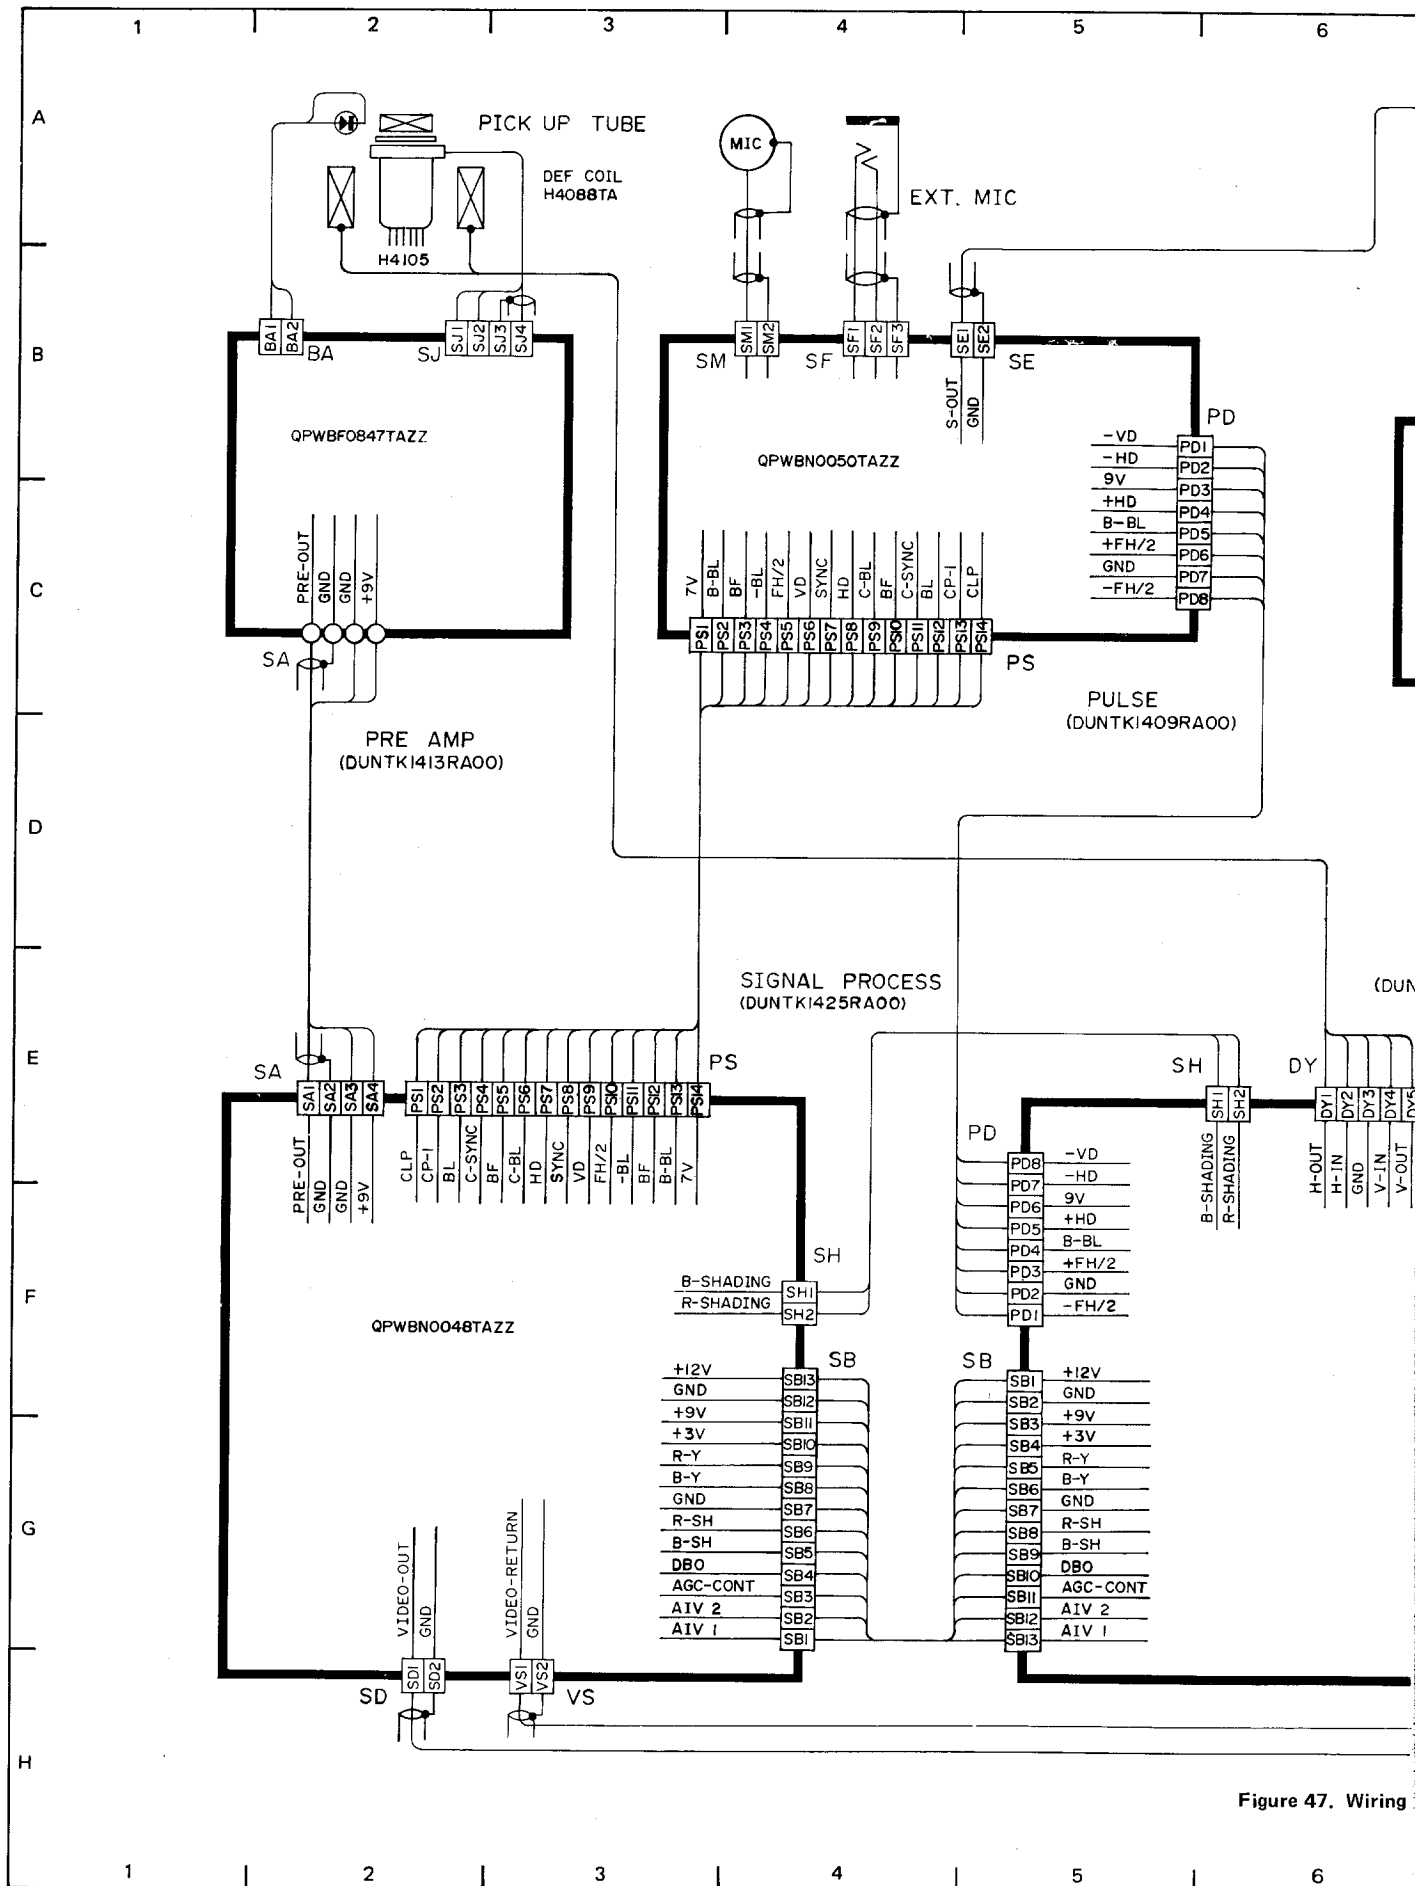 1 2 3 4 5 6
A
PICK UP TUBE
MIC
DEF COIL
H4088TA
EXT. MIC
H4105
BA1 BA2
BA
SJ
SJ1 SJ2 SJ3 SJ4
B
SM
SM1 SM2
SF
SF1 SF2 SF3
SE1 SE2
SE
S-OUT
GND
QPWBF0847TAZZ
QPWBN0050TAZZ
PD
-VD PD1
-HD PD2
9V PD3
+HD PD4
B-BL PD5
+FH/2 PD6
GND PD7
-FH/2 PD8
C
PRE-OUT
GND
GND
+9V
7V
B-BL
BF
-BL
FH/2
VD
SYNC
HD
C-BL
BF
C-SYNC
BL
CP-1
CLP
PS1 PS2 PS3 PS4 PS5 PS6 PS7 PS8 PS9 PS10 PS11 PS12 PS13 PS14
SA
PS
PULSE
(DUNTK1409RA00)
PRE AMP
(DUNTK1413RA00)
D
SIGNAL PROCESS
(DUNTK1425RA00)
(DUN
E
SA
PS
SH
DY
SA1 SA2 SA3 SA4
PS1 PS2 PS3 PS4 PS5 PS6 PS7 PS8 PS9 PS10 PS11 PS12 PS13 PS14
SH1 SH2
DY1 DY2 DY3 DY4 DY5
PRE-OUT
GND
GND
+9V
CLP
CP-1
BL
C-SYNC
BF
C-BL
HD
SYNC
VD
FH/2
-BL
BF
B-BL
7V
B-SHADING
R-SHADING
H-OUT
H-IN
GND
V-IN
V-OUT
PD
PD8 -VD
PD7 -HD
PD6 9V
PD5 +HD
PD4 B-BL
PD3 +FH/2
PD2 GND
PD1 -FH/2
F
SH
B-SHADING SH1
R-SHADING SH2
QPWBN0048TAZZ
SB
SB
+12V SB13 SB1 +12V
GND SB12 SB2 GND
+9V SB11 SB3 +9V
+3V SB10 SB4 +3V
R-Y SB9 SB5 R-Y
B-Y SB8 SB6 B-Y
GND SB7 SB7 GND
R-SH SB6 SB8 R-SH
B-SH SB5 SB9 B-SH
DBO SB4 SB10 DBO
AGC-CONT SB3 SB11 AGC-CONT
AIV 2 SB2 SB12 AIV 2
AIV 1 SB1 SB13 AIV 1
G
VIDEO-OUT
GND
VIDEO-RETURN
GND
SD
SD1 SD2
VS1 VS2
VS
H
Figure 47. Wiring
1 2 3 4 5 6